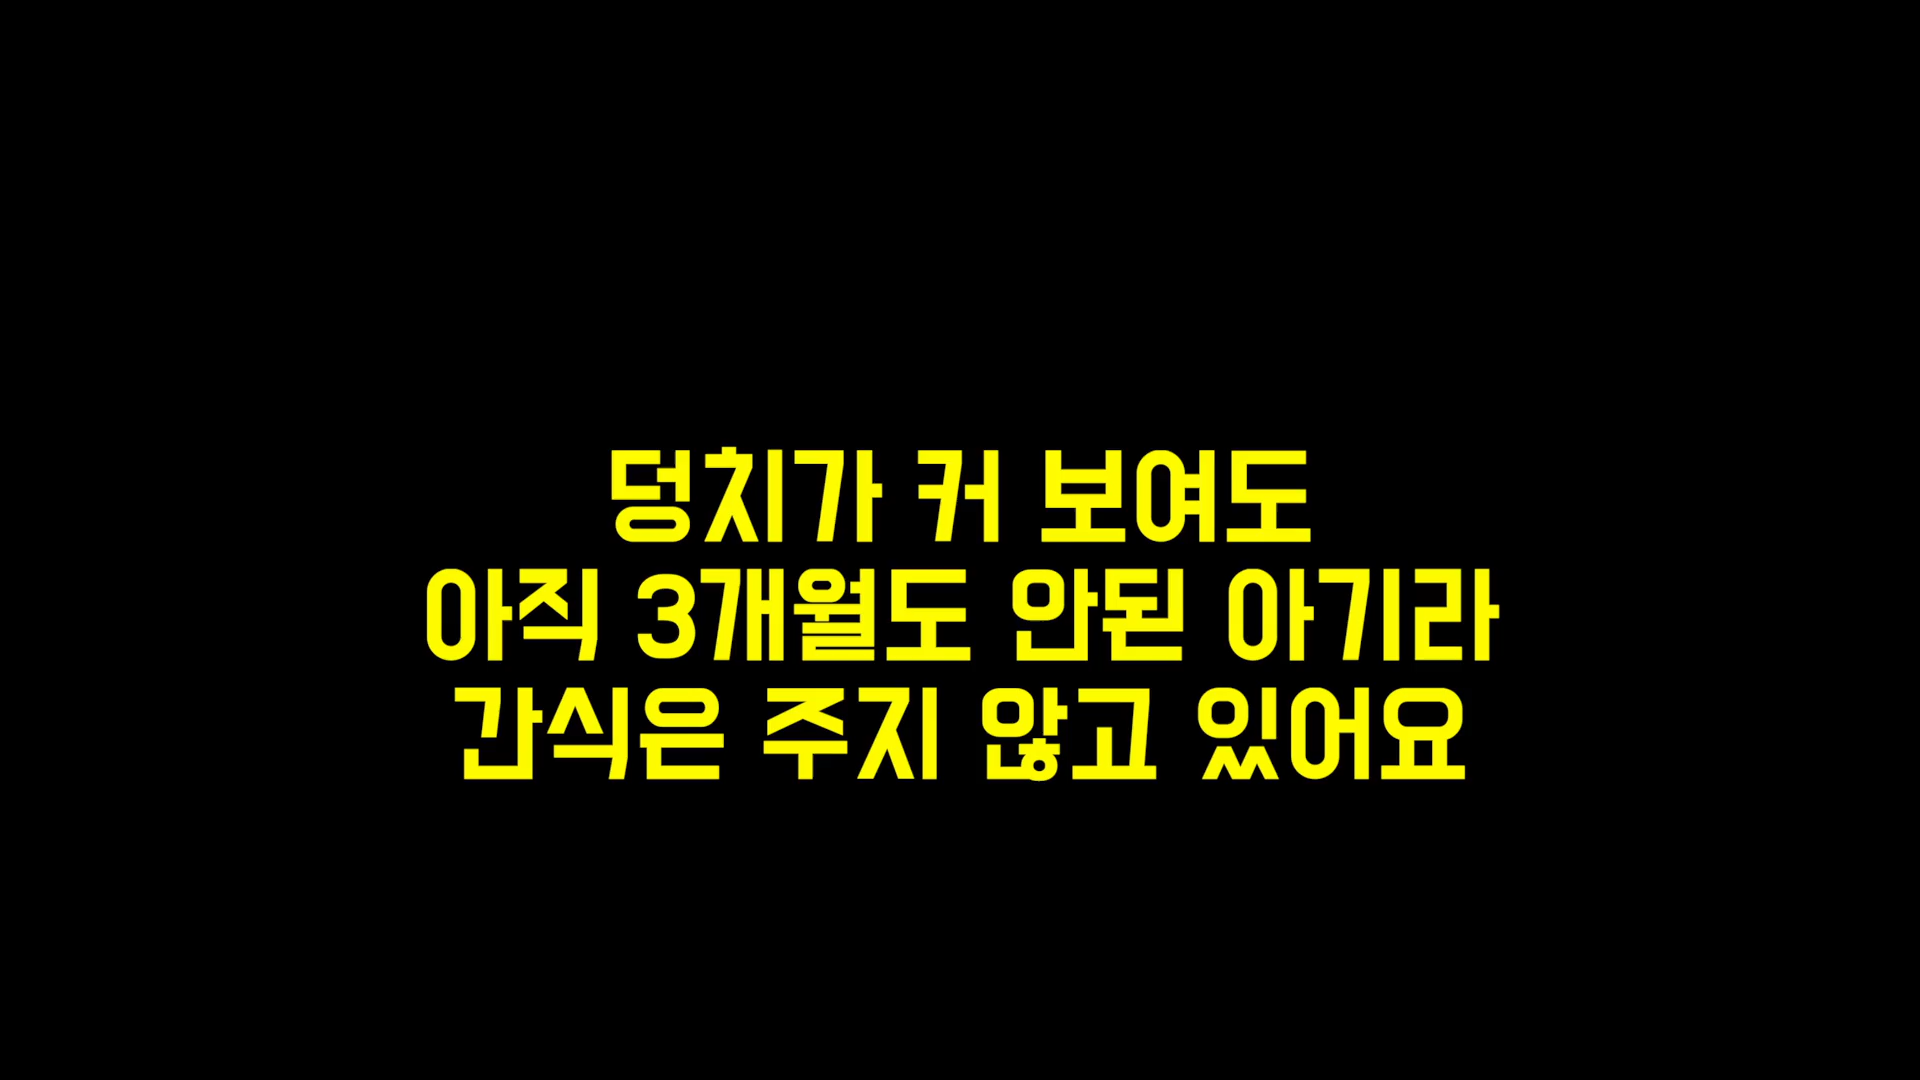 덩치가 커 보여도
아직 3개월도 안된 아기라
간식은 주지 않고 있어요